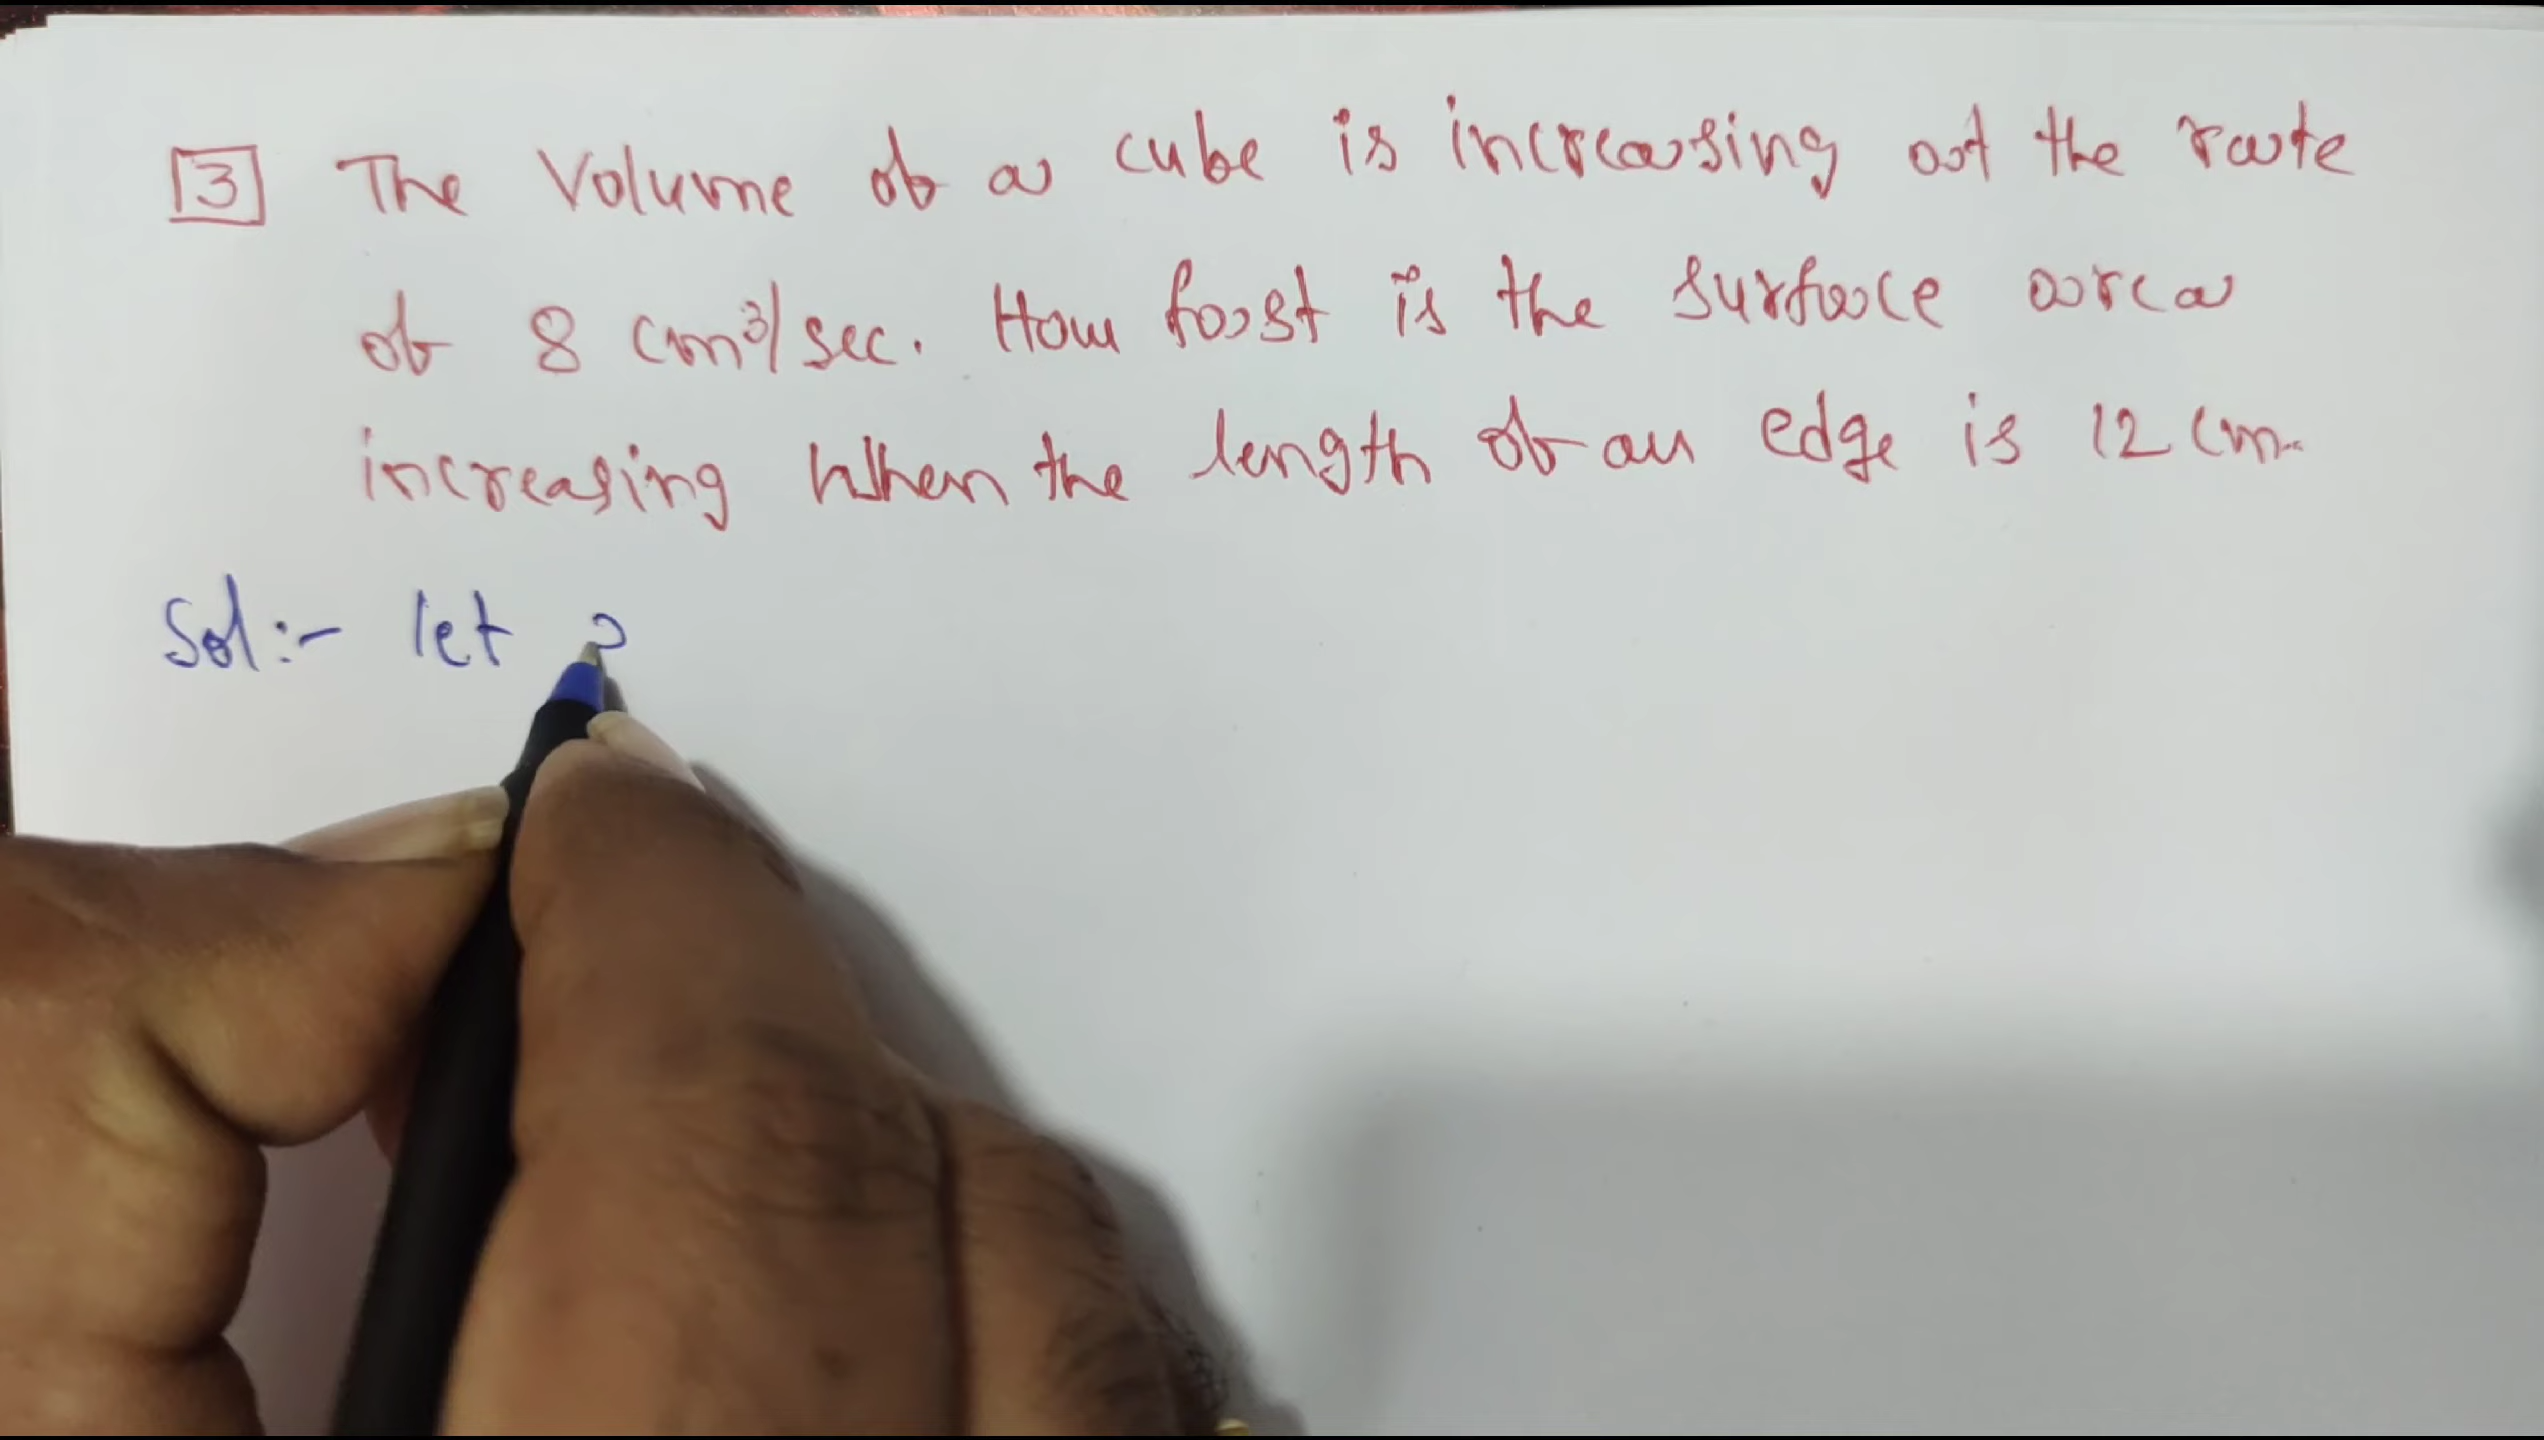 3 The Volume of a cube is increasing at the rate
of 8 cm³/sec. How fast is the surface area
increasing when the length of an edge is 12 cm.
Sol:- let